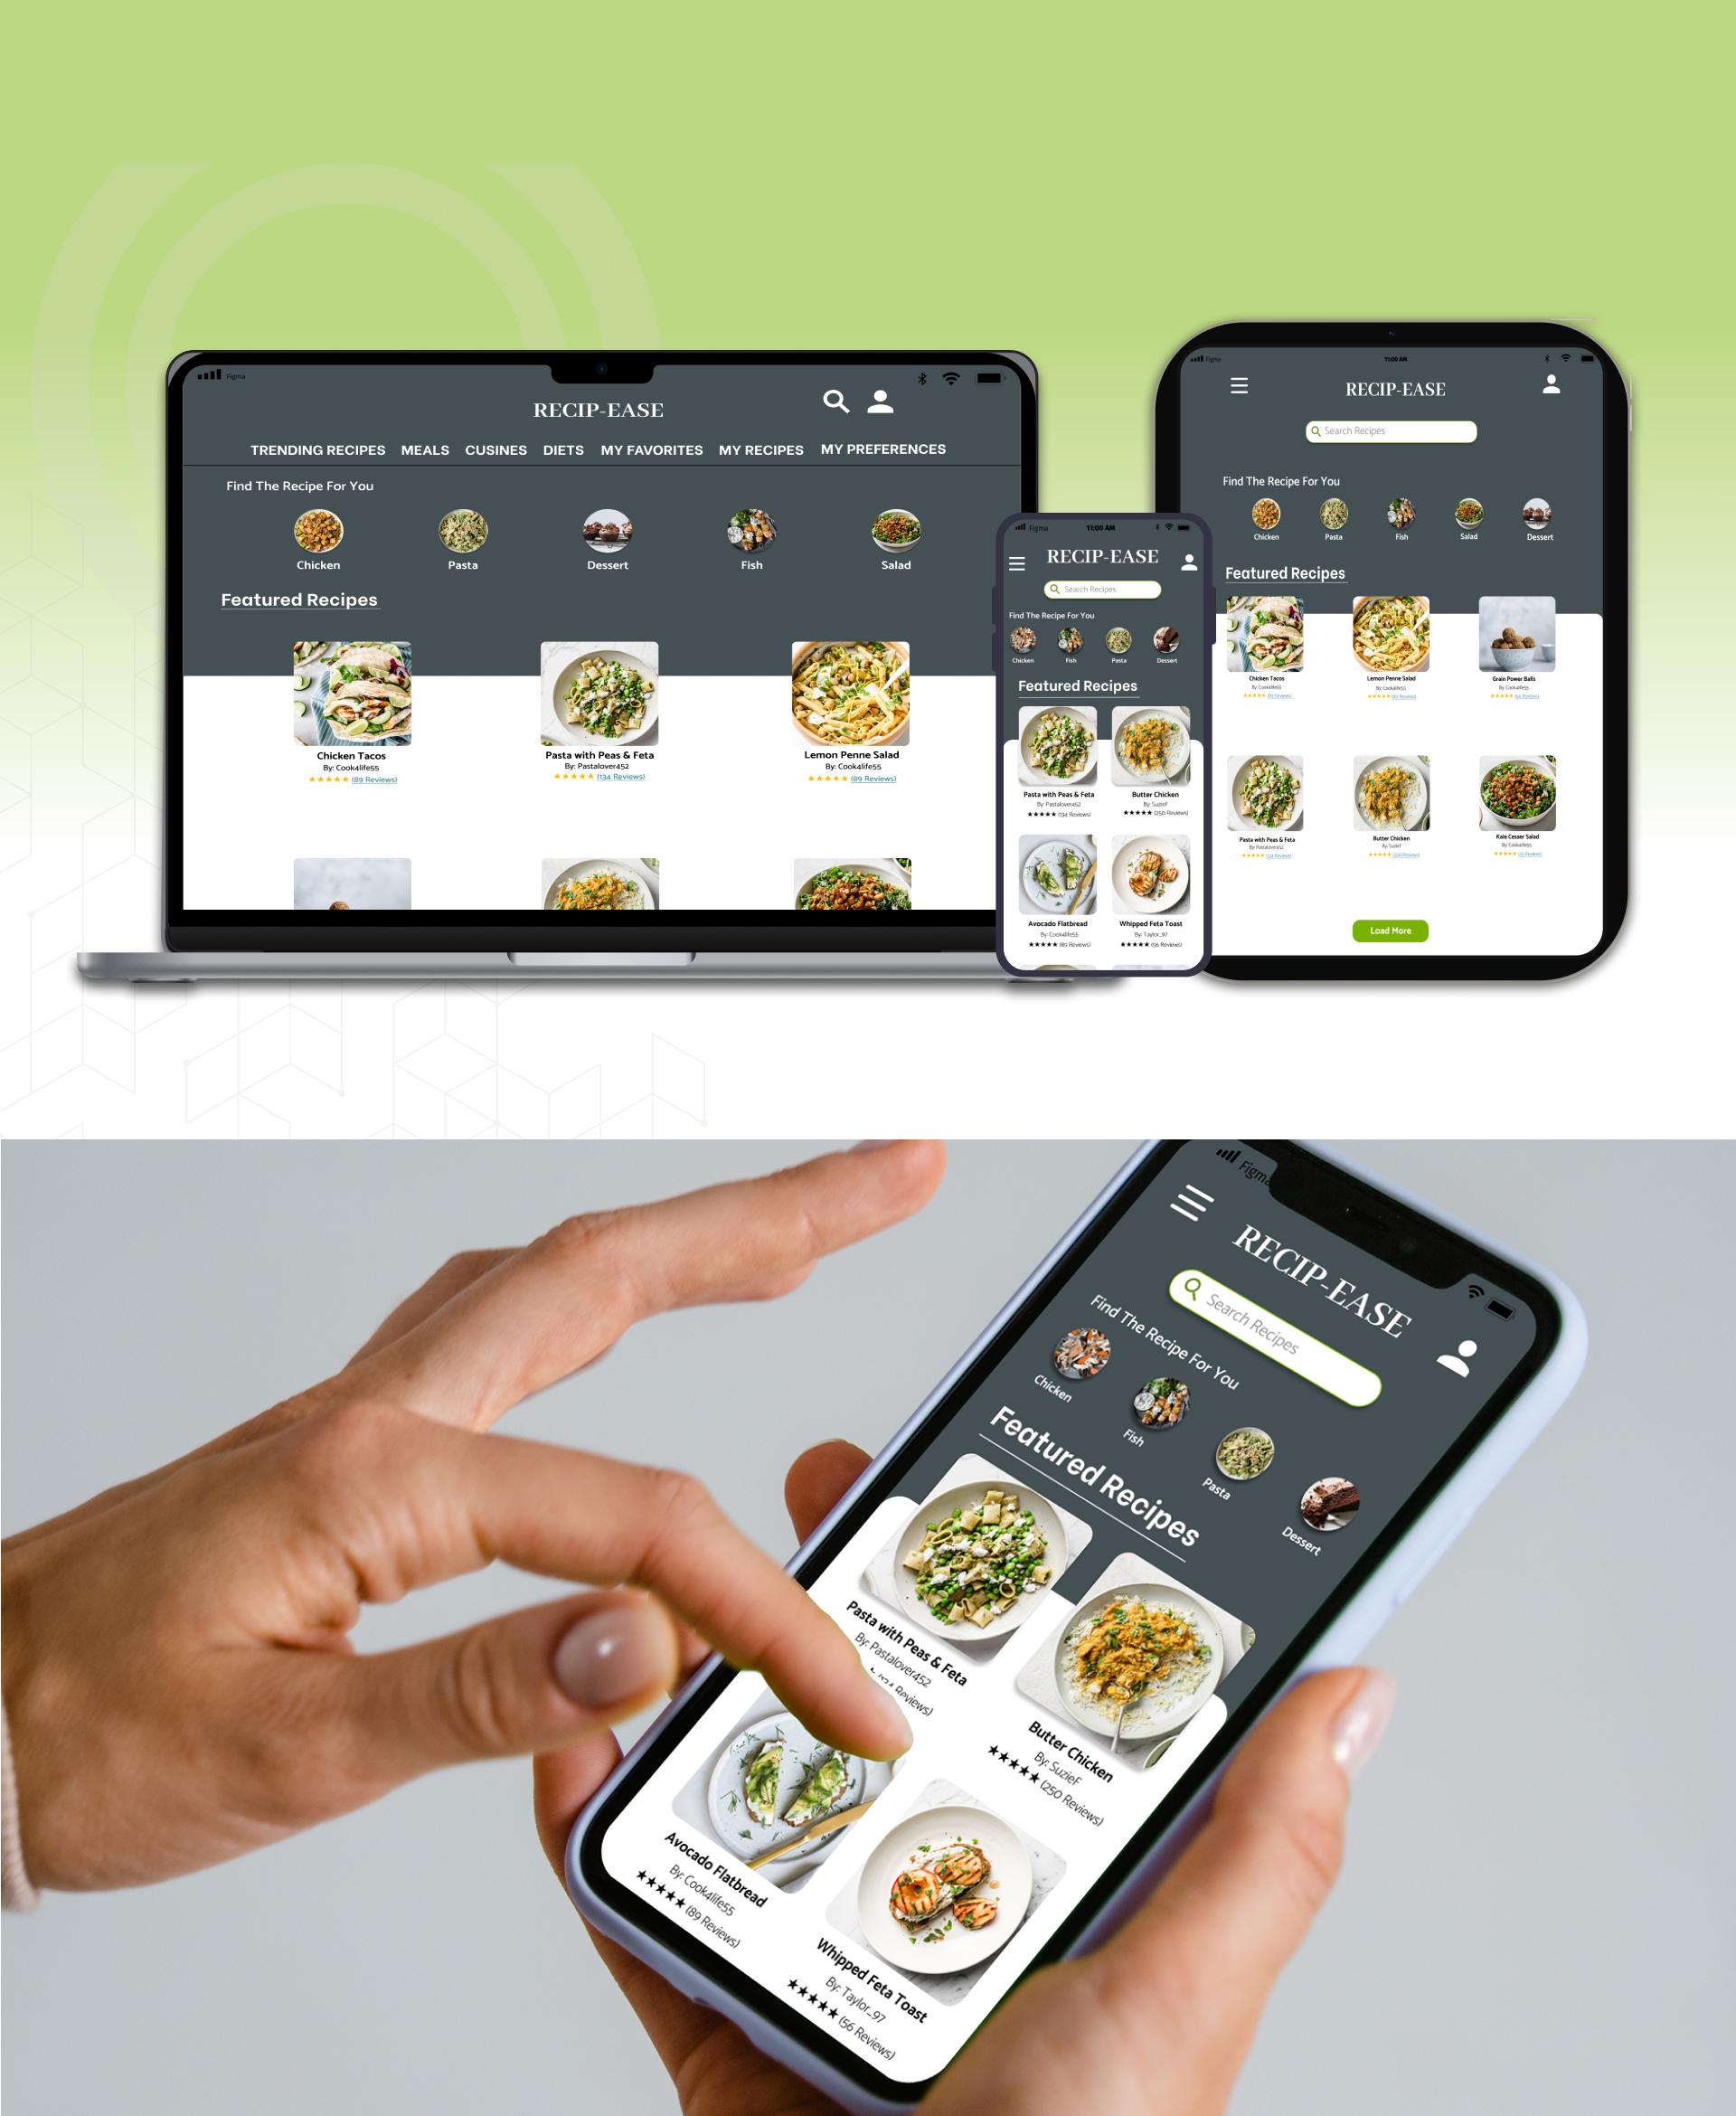 Figma
RECIP-EASE
TRENDING RECIPES MEALS CUSINES DIETS MY FAVORITES MY RECIPES MY PREFERENCES
Find The Recipe For You
Chicken Pasta Dessert Fish Salad
Featured Recipes
Chicken Tacos Pasta with Peas & Feta Lemon Penne Salad
By: Cook4life55 By: Pastalover452 By: Cook4life55
★★★★★ (89 Reviews) ★★★★★ (134 Reviews) ★★★★★ (89 Reviews)
Figma 11:00 AM
RECIP-EASE
Search Recipes
Find The Recipe For You
Chicken Fish Pasta Dessert
Featured Recipes
Pasta with Peas & Feta Butter Chicken
By: Pastalover452 By: SuzieF
★★★★★ (134 Reviews) ★★★★★ (250 Reviews)
Avocado Flatbread Whipped Feta Toast
By: Cook4life55 By: Taylor_97
★★★★★ (89 Reviews) ★★★★★ (56 Reviews)
Figma 11:00 AM
RECIP-EASE
Search Recipes
Find The Recipe For You
Chicken Pasta Fish Salad Dessert
Featured Recipes
Chicken Tacos Lemon Penne Salad Grain Power Balls
By: Cook4life55 By: Cook4life55 By: Cook4life55
★★★★★ (89 Reviews) ★★★★★ (89 Reviews) ★★★★★ Reviews)
Pasta with Peas & Feta Butter Chicken Kale Cesaer Salad
By: Pastalover452 By: SuzieF By: Cook4life55
★★★★★ (134 Reviews) ★★★★★ Reviews) ★★★★★ Reviews)
Load More
Figma
RECIP-EASE
Search Recipes
Find The Recipe For You
Chicken Fish Pasta Dessert
Featured Recipes
Pasta with Peas & Feta Butter Chicken
By: Pastalover452 By: SuzieF
Reviews) ★★★★★ (250 Reviews)
Avocado Flatbread Whipped Feta Toast
By: Cook4life55 By: Taylor_97
★★★★★ (89 Reviews) ★★★★★ (56 Reviews)